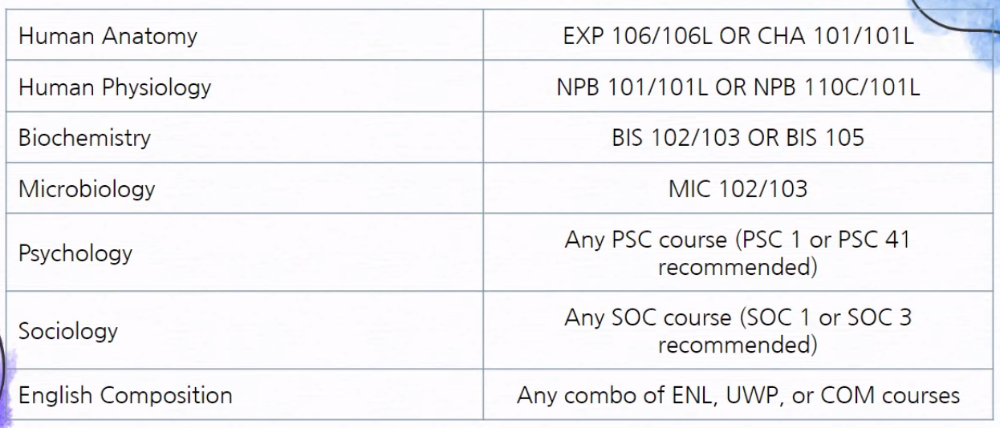 Human Anatomy
EXP 106/106L OR CHA 101/101L
Human Physiology
NPB 101/101L OR NPB 110C/101L
Biochemistry
BIS 102/103 OR BIS 105
Microbiology
MIC 102/103
Psychology
Any PSC course (PSC 1 or PSC 41
recommended)
Sociology
Any SOC course (SOC 1 or SOC 3
recommended)
English Composition
Any combo of ENL, UWP, or COM courses